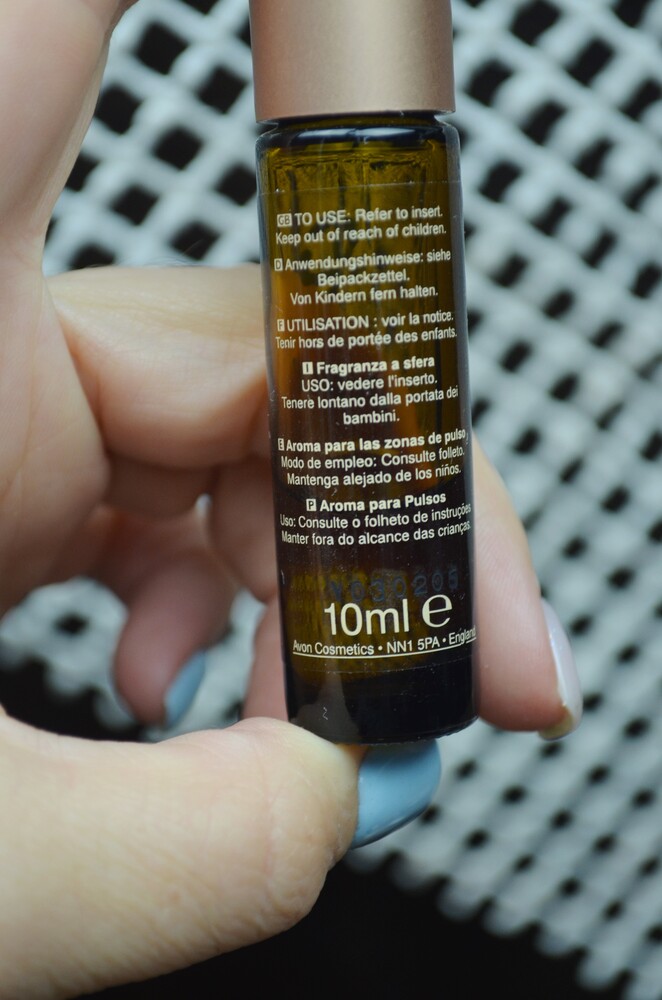 GB TO USE: Refer to insert.
Keep out of reach of children.
D Anwendungshinweise: siehe
Beipackzettel.
Von Kindern fern halten.
F UTILISATION : voir la notice.
Tenir hors de portée des enfants.
I Fragranza a sfera
USO: vedere l'inserto.
Tenere lontano dalla portata dei
bambini.
E Aroma para las zonas de pulso
Modo de empleo: Consulte folleto.
Mantenga alejado de los niños.
P Aroma para Pulsos
Uso: Consulte o folheto de instruções
Manter fora do alcance das crianças.
10ml e
Avon Cosmetics • NN1 5PA • England